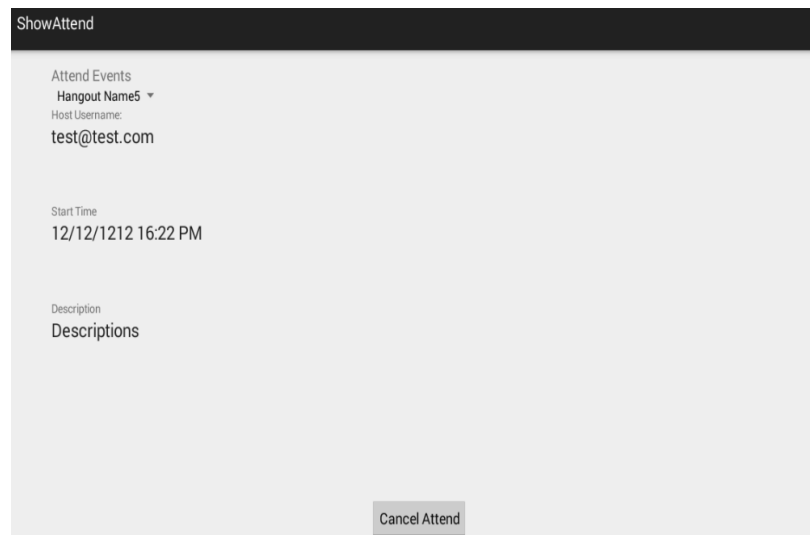 ShowAttend
Attend Events
Hangout Name5
Host Username:
test@test.com
Start Time
12/12/1212 16:22 PM
Description
Descriptions
Cancel Attend